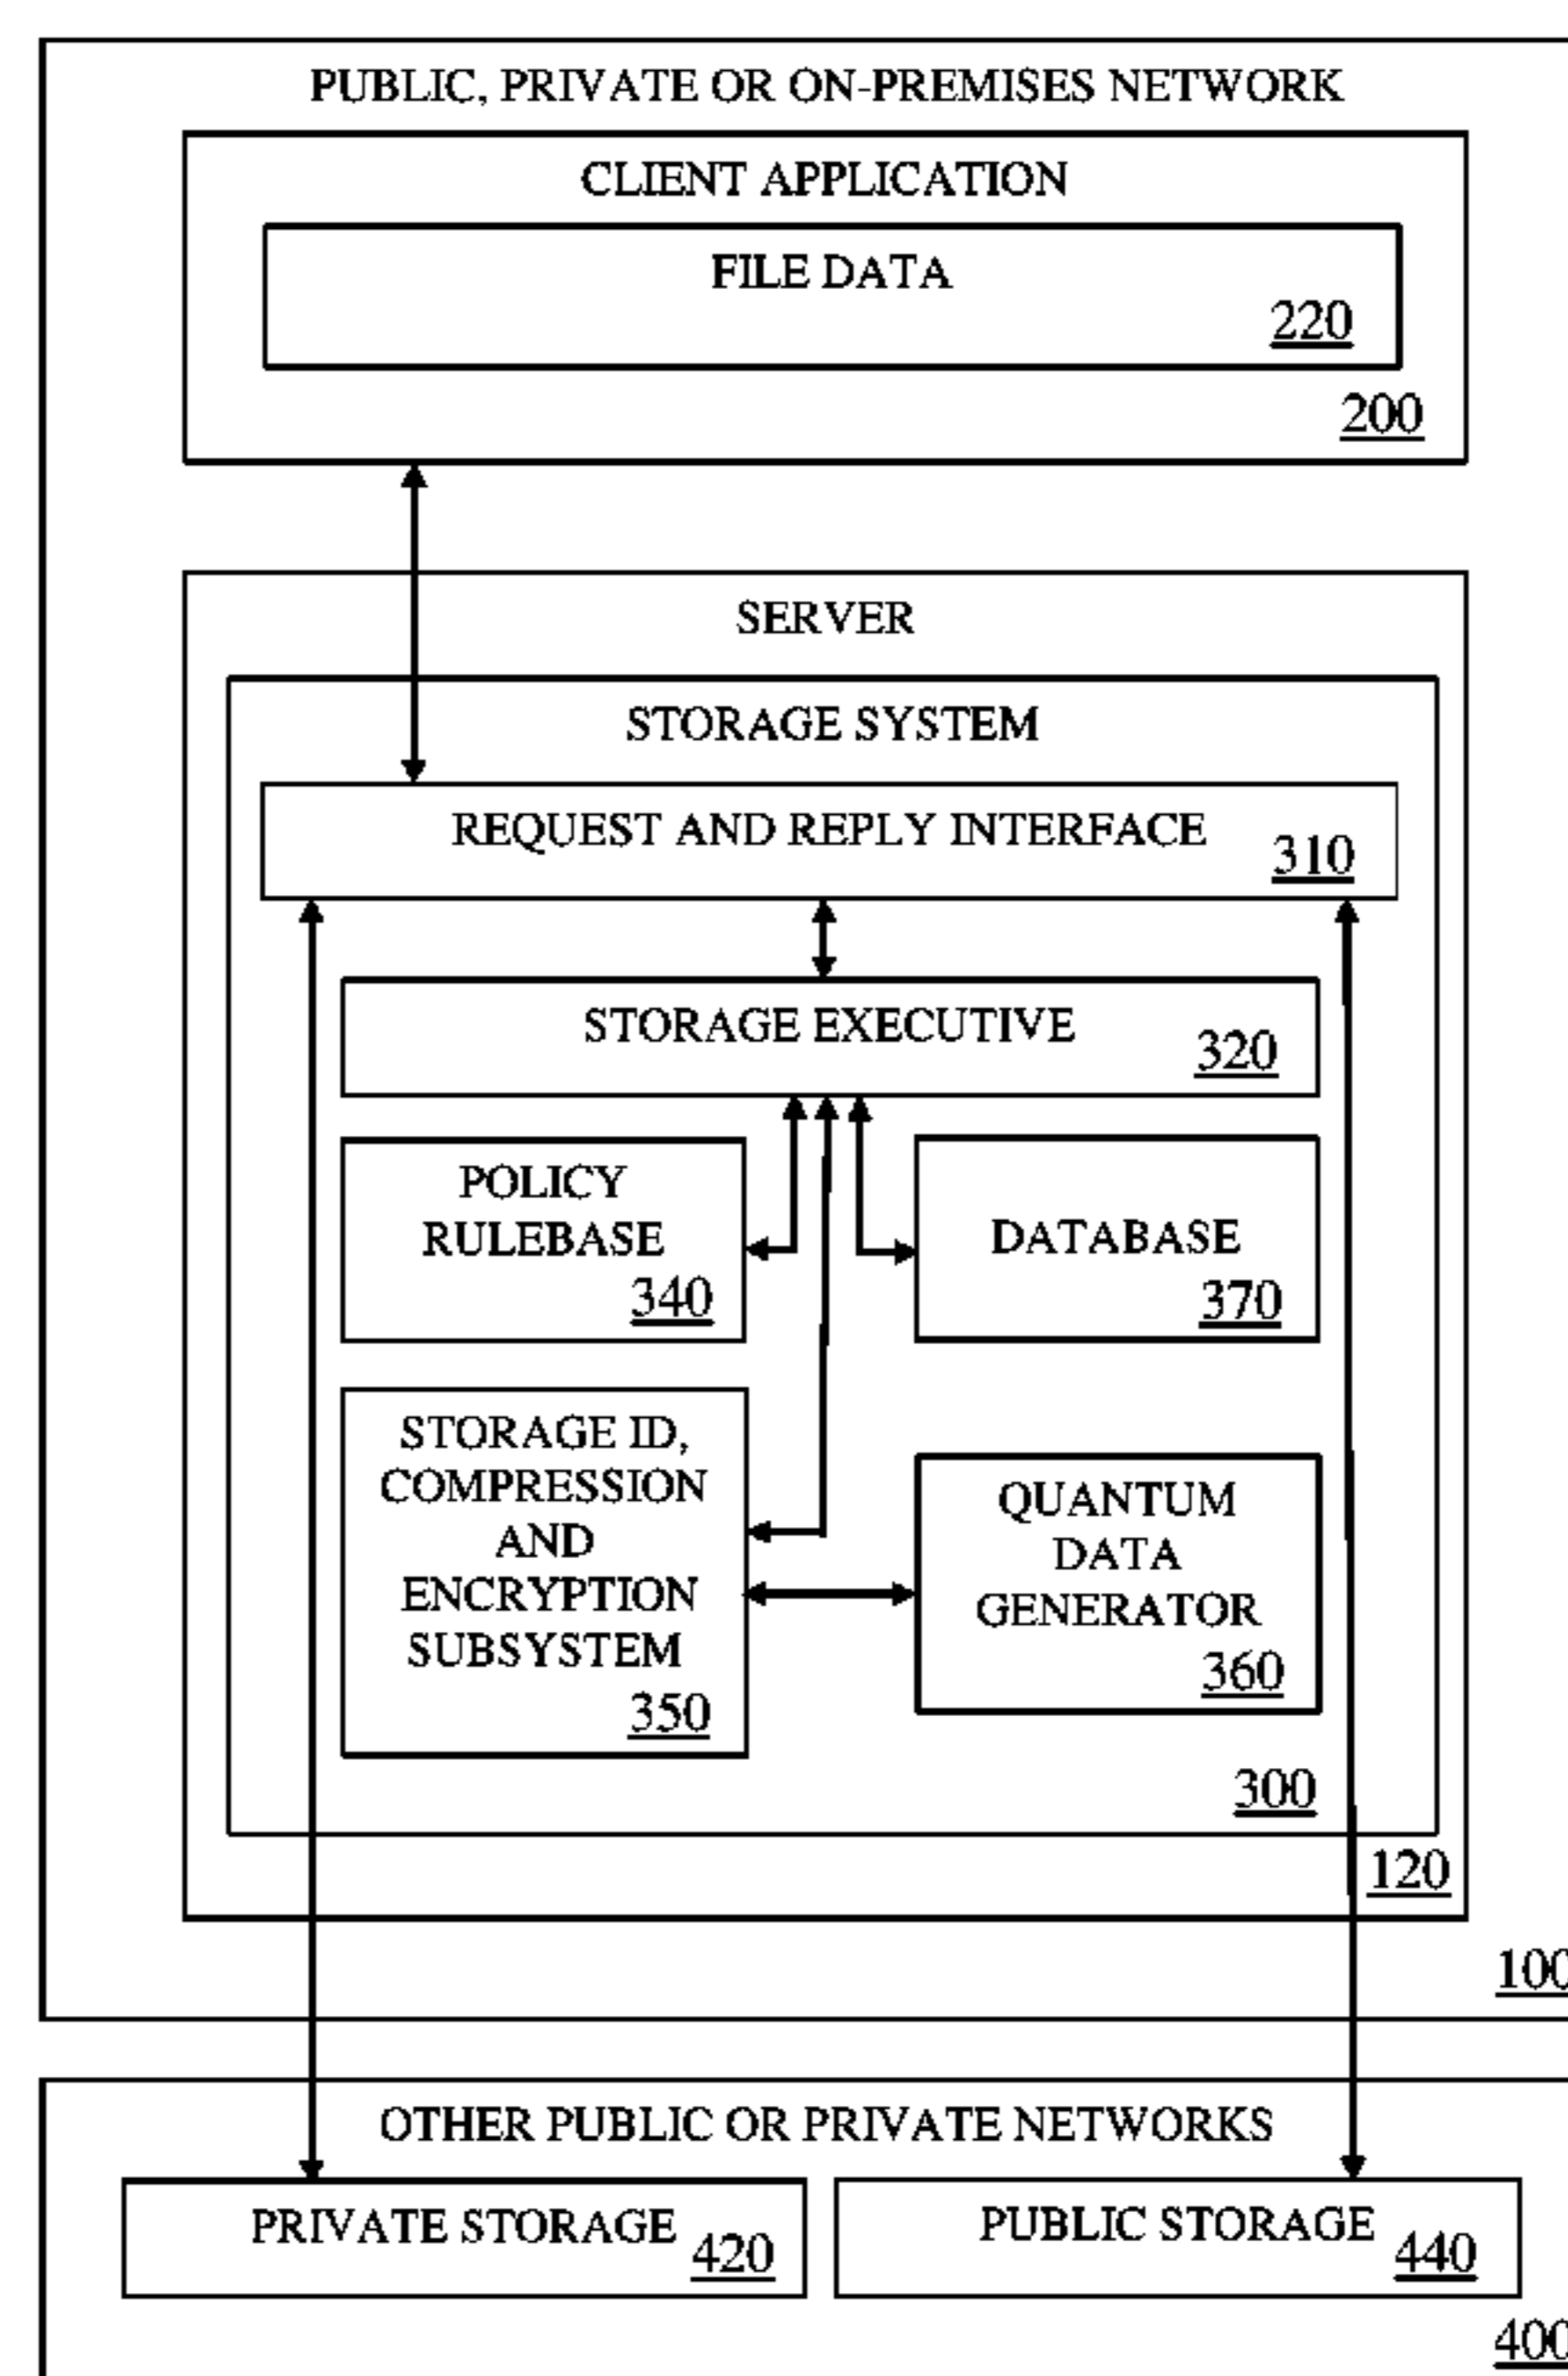 PUBLIC, PRIVATE OR ON-PREMISES NETWORK
CLIENT APPLICATION
FILE DATA
220
200
SERVER
STORAGE SYSTEM
REQUEST AND REPLY INTERFACE
310
STORAGE EXECUTIVE
320
POLICY
RULEBASE
340
DATABASE
370
STORAGE ID,
COMPRESSION
AND
ENCRYPTION
SUBSYSTEM
350
QUANTUM
DATA
GENERATOR
360
300
120
100
OTHER PUBLIC OR PRIVATE NETWORKS
PRIVATE STORAGE
420
PUBLIC STORAGE
440
400